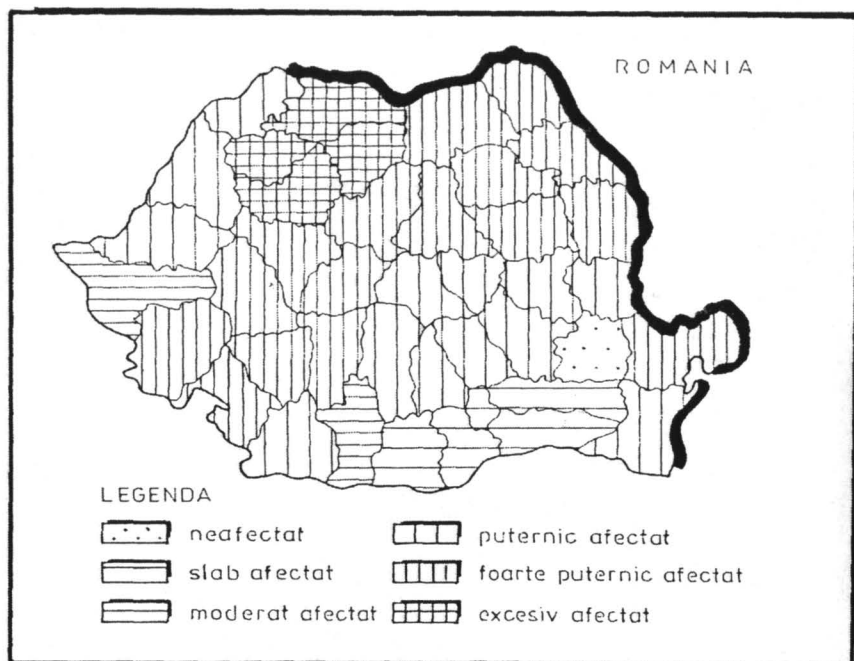 ROMANIA
LEGENDA
neafectat
slab afectat
moderat afectat
puternic afectat
foarte puternic afectat
excesiv afectat